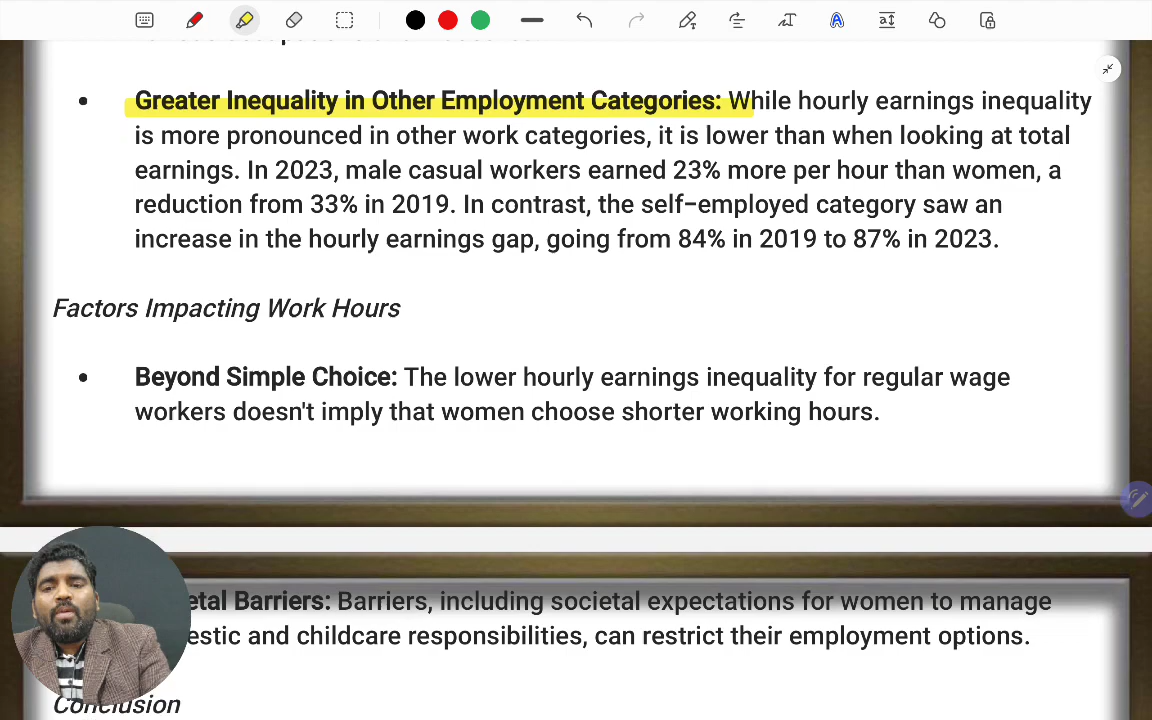 Greater Inequality in Other Employment Categories: While hourly earnings inequality
is more pronounced in other work categories, it is lower than when looking at total
earnings. In 2023, male casual workers earned 23% more per hour than women, a
reduction from 33% in 2019. In contrast, the self-employed category saw an
increase in the hourly earnings gap, going from 84% in 2019 to 87% in 2023.
Factors Impacting Work Hours
Beyond Simple Choice: The lower hourly earnings inequality for regular wage
workers doesn't imply that women choose shorter working hours.
etal Barriers: Barriers, including societal expectations for women to manage
estic and childcare responsibilities, can restrict their employment options.
Conclusion